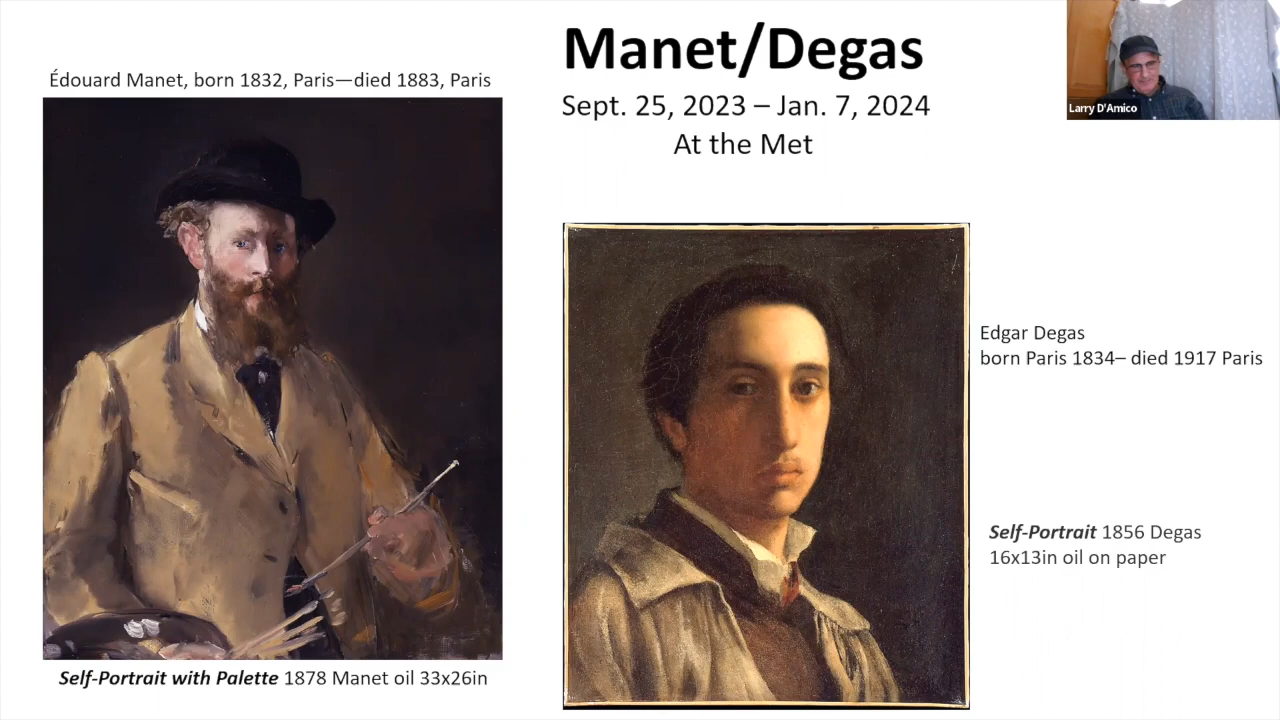 Manet/Degas
Sept. 25, 2023 – Jan. 7, 2024
At the Met
Larry D'Amico
Édouard Manet, born 1832, Paris—died 1883, Paris
Self-Portrait with Palette 1878 Manet oil 33x26in
Edgar Degas
born Paris 1834– died 1917 Paris
Self-Portrait 1856 Degas
16x13in oil on paper